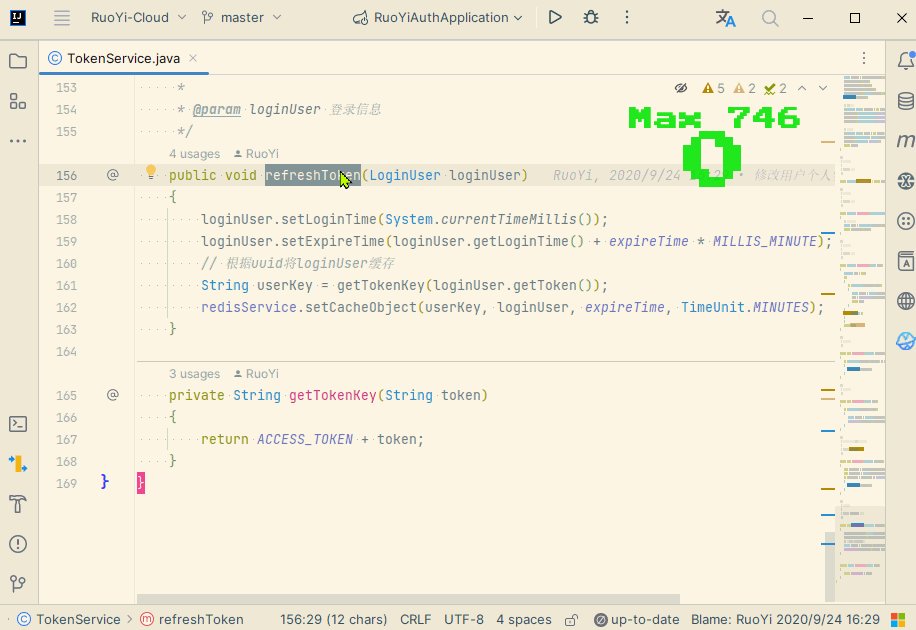 RuoYi-Cloud master RuoYiAuthApplication
TokenService.java
153 *
154 * @param loginUser 登录信息
155 */
5 2 2
Max 746
0
4 usages RuoYi
156 @ public void refreshToken(LoginUser loginUser) RuoYi, 2020/9/24 修改用户个人
157 {
158 loginUser.setLoginTime(System.currentTimeMillis());
159 loginUser.setExpireTime(loginUser.getLoginTime() + expireTime * MILLIS_MINUTE);
160 // 根据uuid将loginUser缓存
161 String userKey = getTokenKey(loginUser.getToken());
162 redisService.setCacheObject(userKey, loginUser, expireTime, TimeUnit.MINUTES);
163 }
164
3 usages RuoYi
165 @ private String getTokenKey(String token)
166 {
167 return ACCESS_TOKEN + token;
168 }
169 } }
TokenService > refreshToken 156:29 (12 chars) CRLF UTF-8 4 spaces up-to-date Blame: RuoYi 2020/9/24 16:29